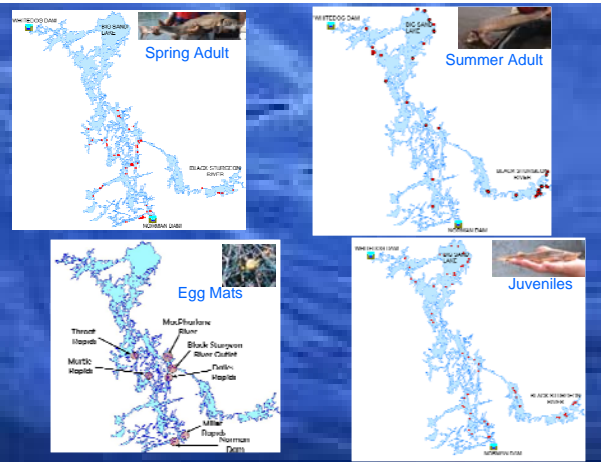 WHITEDOG DAM
BIG SAND
LAKE
Spring Adult
BLACK STURGEON
RIVER
NORMAN DAM
WHITEDOG DAM
BIG SAND
LAKE
Summer Adult
BLACK STURGEON
RIVER
NORMAN DAM
Egg Mats
Throat
Rapids
MacFarlane
River
Black Sturgeon
River Outlet
Myrtle
Rapids
Dalles
Rapids
Miller
Rapids
Norman
Dam
WHITEDOG DAM
BIG SAND
LAKE
Juveniles
BLACK STURGEON
RIVER
NORMAN DAM